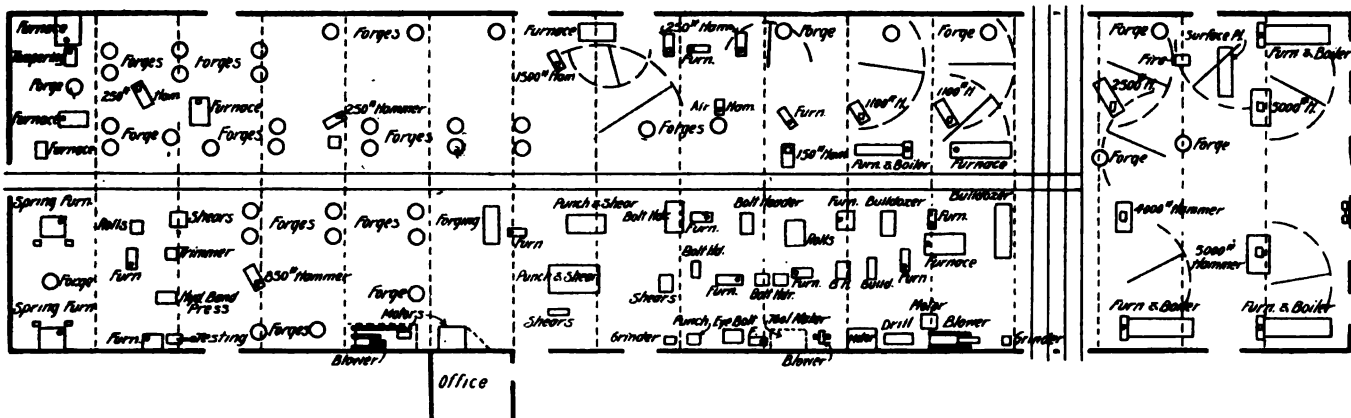 Furnace
Tempering
Forge
Furnace
Furnace
Forges
Forges
250# Ham
Furnace
Forge
Forges
250# Hammer
Forges
Forges
Furnace
1500# Ham
250# Ham.
Furn.
Air Ham.
Forges
Forge
Furn.
150# Ham
1100# H.
Furn. & Boiler
Forge
1100# H.
Furnace
Forge
Surface Pl.
Fire
2500# H.
Furn & Boiler
5000# H.
Forge
Forge
Spring Furn.
Rolls
Shears
Furn
Trimmer
Forge
Spring Furn.
Hyd Band
Press
Furn.
Testing
Forges
Forges
850# Hammer
Forges
Forge
Motors
Blower
Office
Forging
Furn
Punch & Shear
Punch & Shear
Shears
Bolt Hdr.
Furn.
Bolt Header
Bolt Hd.
Shears
Furn.
Bolt Hdr.
Rolls
Furn.
Furn.
Bulldozer
B.H.
Build.
Furn
Furn.
Furnace
Bulldozer
Grinder
Punch, Eye Bolt
Tool Motor
Blower
Motor
Drill
Motor
Blower
Grinder
4000# Hammer
5000#
Hammer
Furn & Boiler
Furn. & Boiler